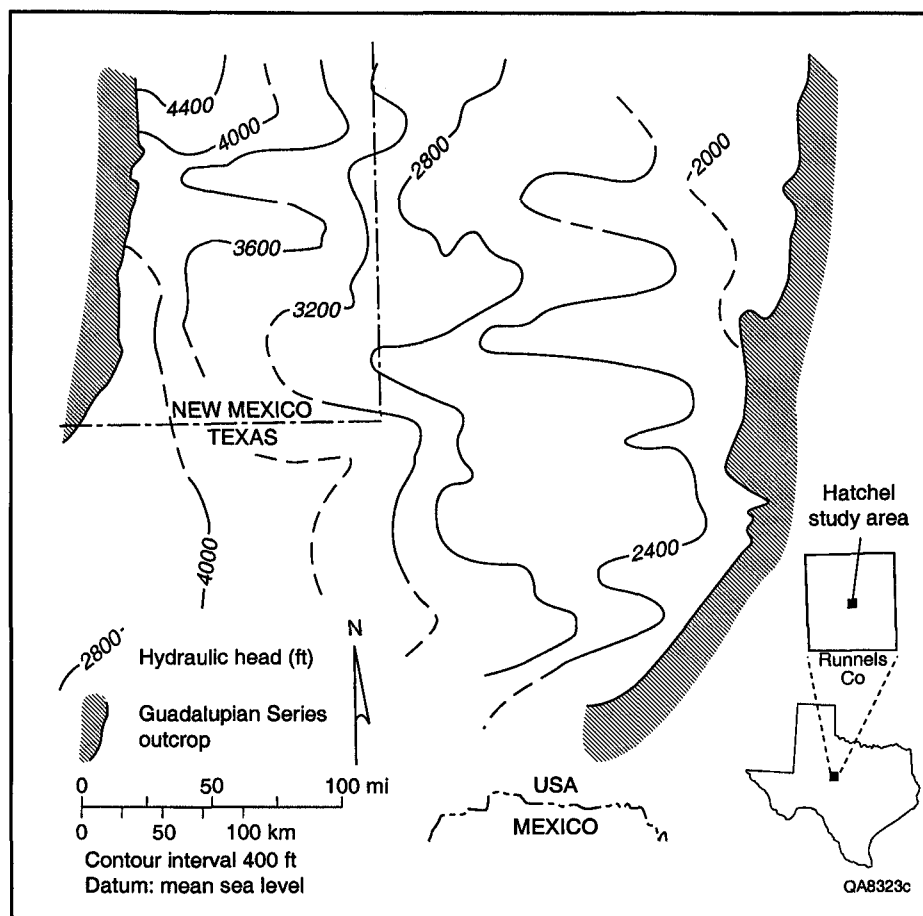 4400
4000
2800
2000
3600
3200
NEW MEXICO
TEXAS
4000
2400
Hatchel
study area
Runnels
Co
N
2800-
Hydraulic head (ft)
Guadalupian Series
outcrop
0 50 100 mi
0 50 100 km
Contour interval 400 ft
Datum: mean sea level
USA
MEXICO
QA8323c